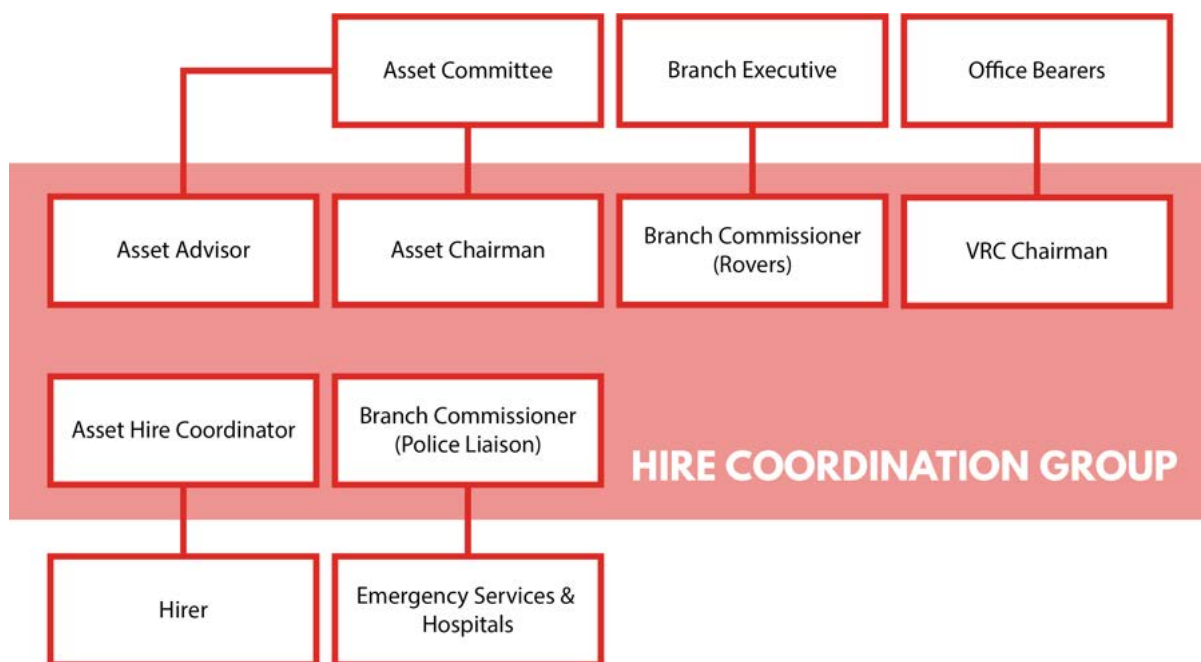 Asset Committee
Branch Executive
Office Bearers
Asset Advisor
Asset Chairman
Branch Commissioner
(Rovers)
VRC Chairman
Asset Hire Coordinator
Branch Commissioner
(Police Liaison)
HIRE COORDINATION GROUP
Hirer
Emergency Services &
Hospitals